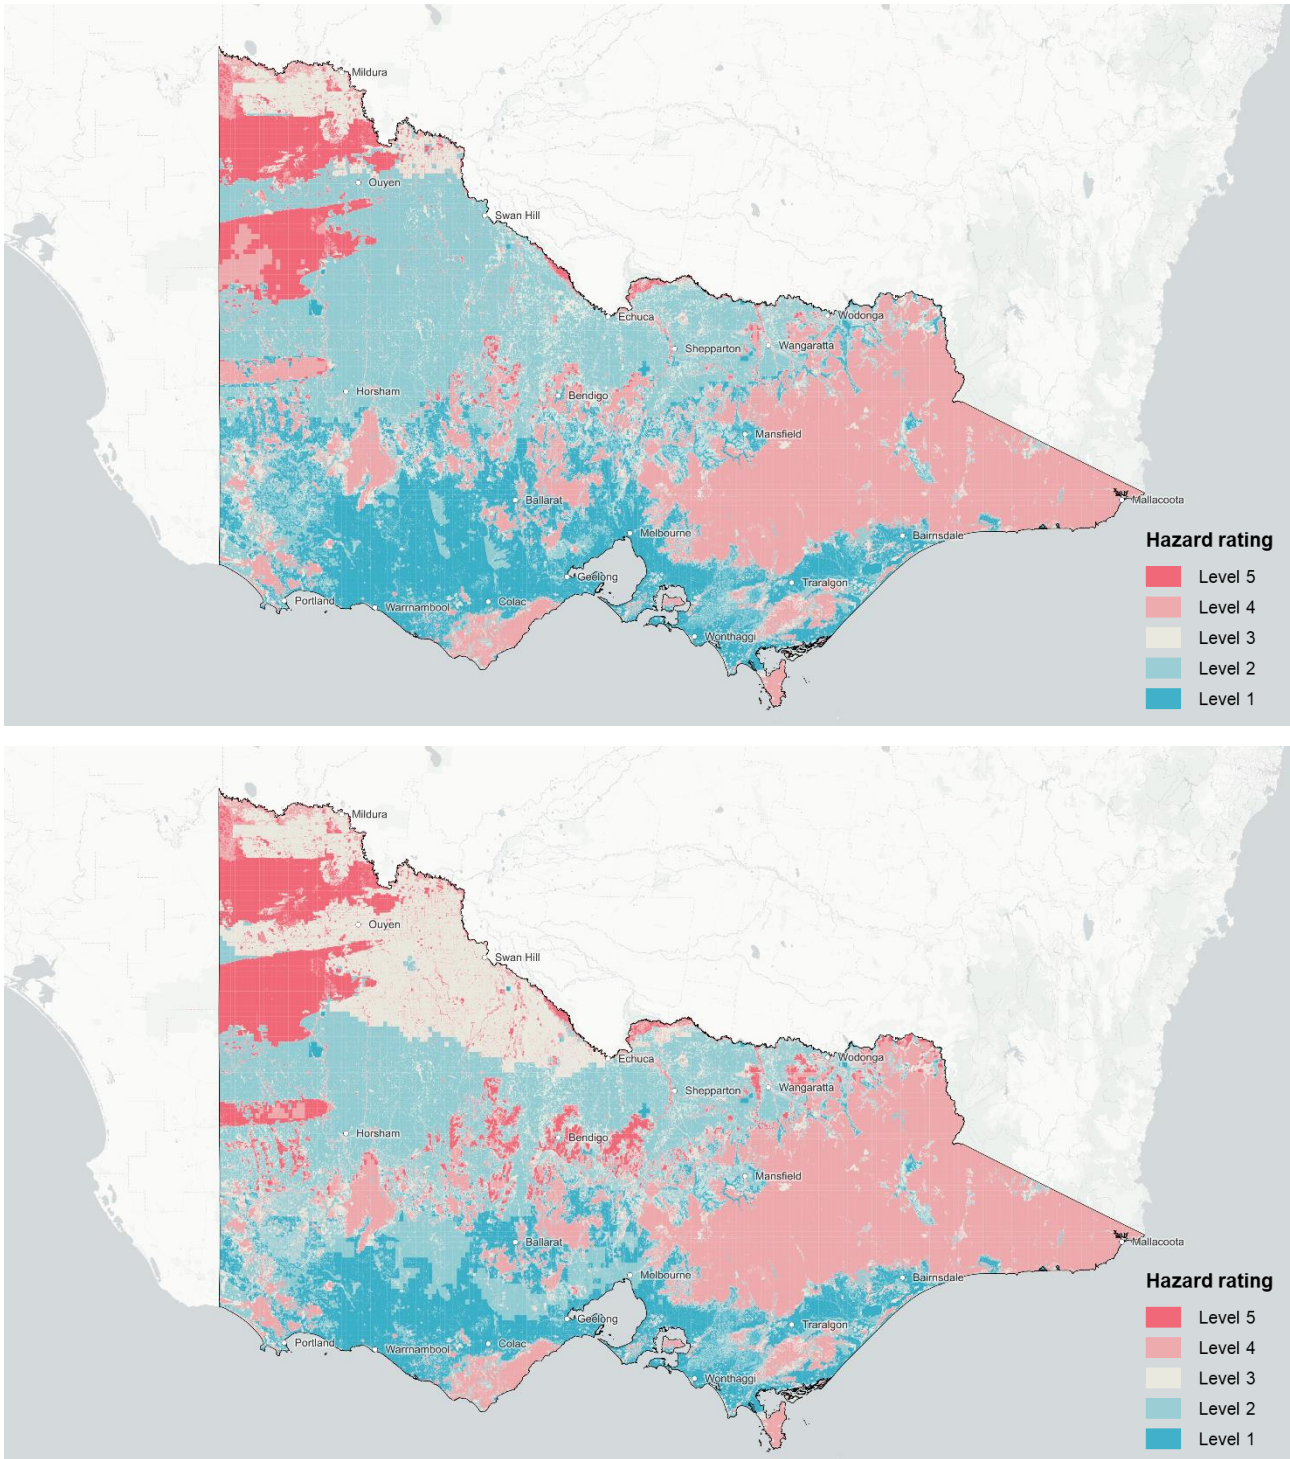 Mildura
Ouyen
Swan Hill
Echuca
Wodonga
Shepparton
Wangaratta
Horsham
Bendigo
Mansfield
Ballarat
Mallacoota
Melbourne
Bairnsdale
Hazard rating
Geelong
Level 5
Traralgon
Portland
Warrnambool
Colac
Level 4
Wonthaggi
Level 3
Level 2
Level 1
Mildura
Ouyen
Swan Hill
Echuca
Wodonga
Shepparton
Wangaratta
Horsham
Bendigo
Mansfield
Ballarat
Mallacoota
Melbourne
Bairnsdale
Hazard rating
Geelong
Level 5
Traralgon
Portland
Warrnambool
Colac
Level 4
Wonthaggi
Level 3
Level 2
Level 1